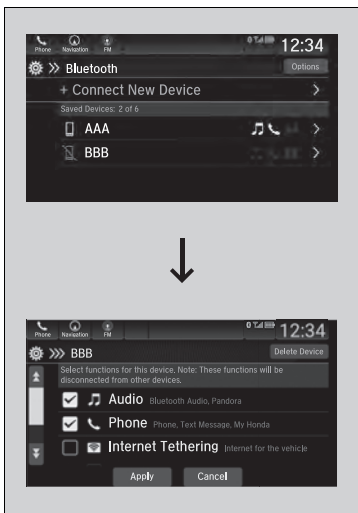 Phone Navigation FM 12:34
Bluetooth Options
+ Connect New Device
Saved Devices: 2 of 6
AAA
BBB
Phone Navigation FM 12:34
BBB Delete Device
Select functions for this device. Note: These functions will be
disconnected from other devices.
Audio Bluetooth Audio, Pandora
Phone Phone, Text Message, My Honda
Internet Tethering Internet for the vehicle
Apply Cancel